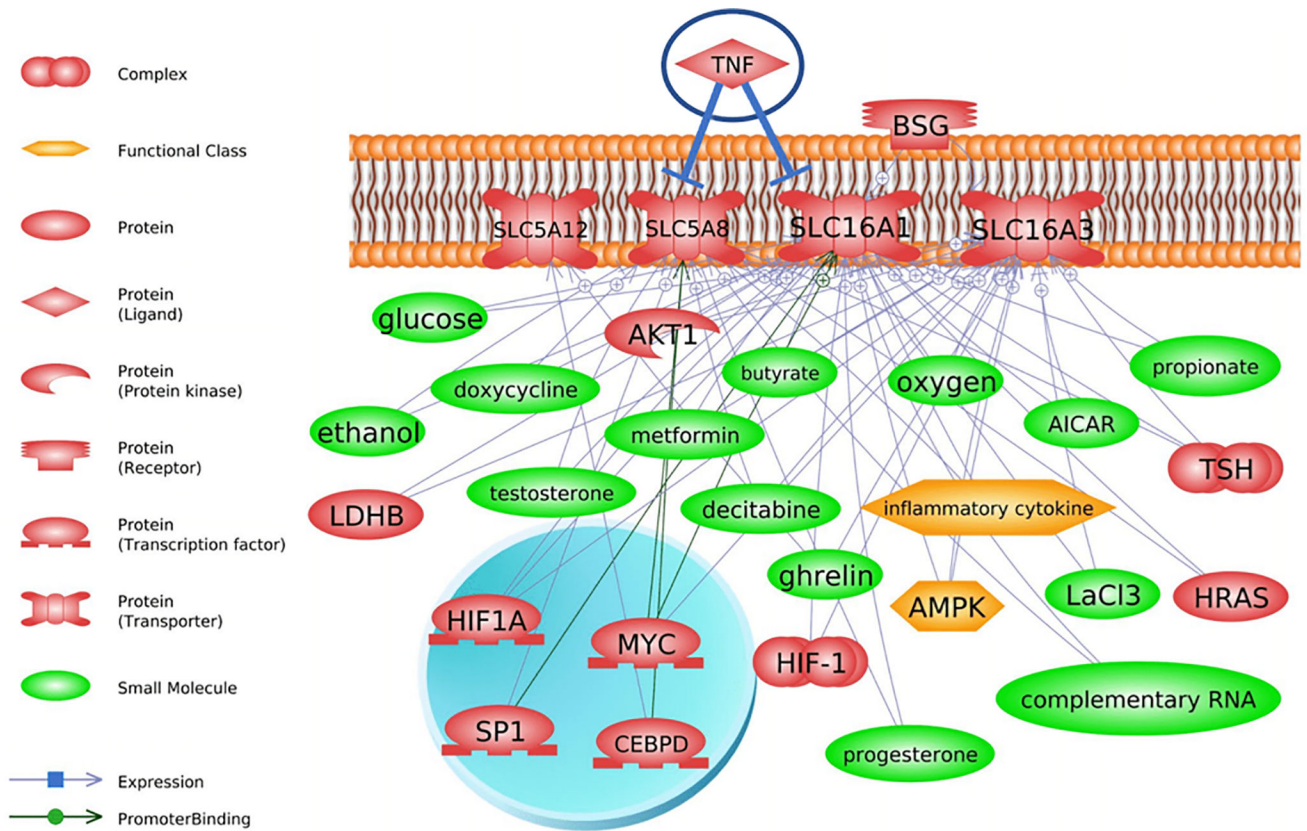 Complex
Functional Class
Protein
Protein
(Ligand)
Protein
(Protein kinase)
Protein
(Receptor)
Protein
(Transcription factor)
Protein
(Transporter)
Small Molecule
Expression
PromoterBinding
TNF
BSG
SLC5A12
SLC5A8
SLC16A1
SLC16A3
glucose
AKT1
butyrate
oxygen
propionate
doxycycline
ethanol
metformin
AICAR
TSH
testosterone
LDHB
decitabine
inflammatory cytokine
ghrelin
AMPK
LaCl3
HRAS
HIF1A
MYC
HIF-1
complementary RNA
SP1
CEBPD
progesterone